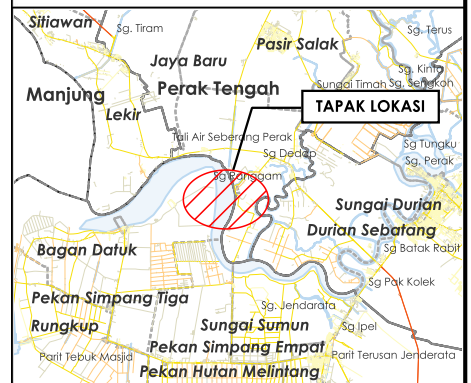 Sitiawan
Sg. Tiram
Sg. Terus
Pasir Salak
Jaya Baru
Sg. Kinta
Manjung
Perak Tengah
Sungai Timah
Sg. Sengkoh
Lekir
TAPAK LOKASI
Tali Air Seberang Perak
Sg Dedap
Sg Tungku
Sg. Perak
Sg Ranggam
Sungai Durian
Durian Sebatang
Bagan Datuk
Sg Batak Rabit
Sg Pak Kolek
Pekan Simpang Tiga
Sg. Jendarata
Rungkup
Sungai Sumun
Sg Ipel
Pekan Simpang Empat
Parit Tebuk Masjid
Parit Terusan Jenderata
Pekan Hutan Melintang